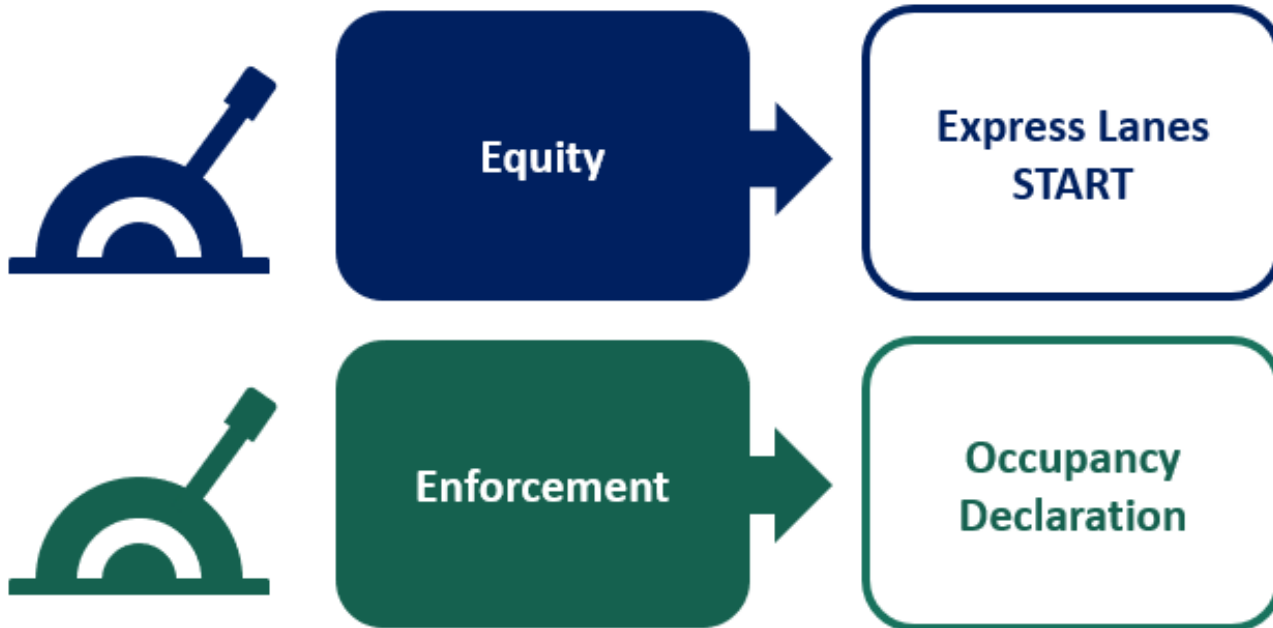 Equity
Express Lanes
START
Enforcement
Occupancy
Declaration